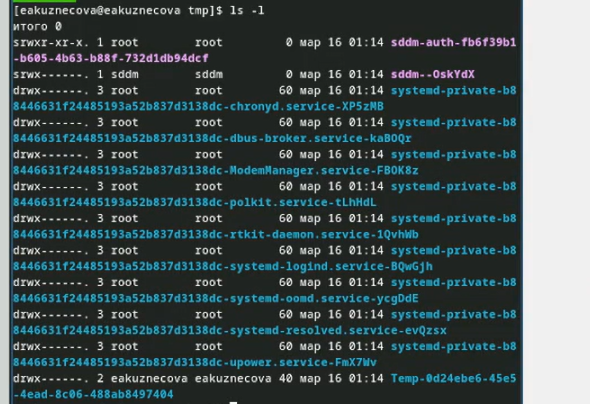 [eakuznecova@eakuznecova tmp]$ ls -l
итого 0
srwxr-xr-x. 1 root        root         0 мар 16 01:14 sddm-auth-fb6f39b1
-b605-4b63-b88f-732d1db94dcf
srwx------. 1 sddm        sddm         0 мар 16 01:14 sddm--OskYdX
drwx------. 3 root        root        60 мар 16 01:14 systemd-private-b8
8446631f24485193a52b837d3138dc-chronyd.service-XP5zMB
drwx------. 3 root        root        60 мар 16 01:14 systemd-private-b8
8446631f24485193a52b837d3138dc-dbus-broker.service-kaBOQr
drwx------. 3 root        root        60 мар 16 01:14 systemd-private-b8
8446631f24485193a52b837d3138dc-ModemManager.service-FBOK8z
drwx------. 3 root        root        60 мар 16 01:14 systemd-private-b8
8446631f24485193a52b837d3138dc-polkit.service-tLhHdL
drwx------. 3 root        root        60 мар 16 01:14 systemd-private-b8
8446631f24485193a52b837d3138dc-rtkit-daemon.service-1QvhWb
drwx------. 3 root        root        60 мар 16 01:14 systemd-private-b8
8446631f24485193a52b837d3138dc-systemd-logind.service-BQwGjh
drwx------. 3 root        root        60 мар 16 01:14 systemd-private-b8
8446631f24485193a52b837d3138dc-systemd-oomd.service-ycgDdE
drwx------. 3 root        root        60 мар 16 01:14 systemd-private-b8
8446631f24485193a52b837d3138dc-systemd-resolved.service-evQzsx
drwx------. 3 root        root        60 мар 16 01:14 systemd-private-b8
8446631f24485193a52b837d3138dc-upower.service-FmX7Wv
drwx------. 2 eakuznecova eakuznecova 40 мар 16 01:14 Temp-0d24ebe6-45e5
-4ead-8c06-488ab8497404